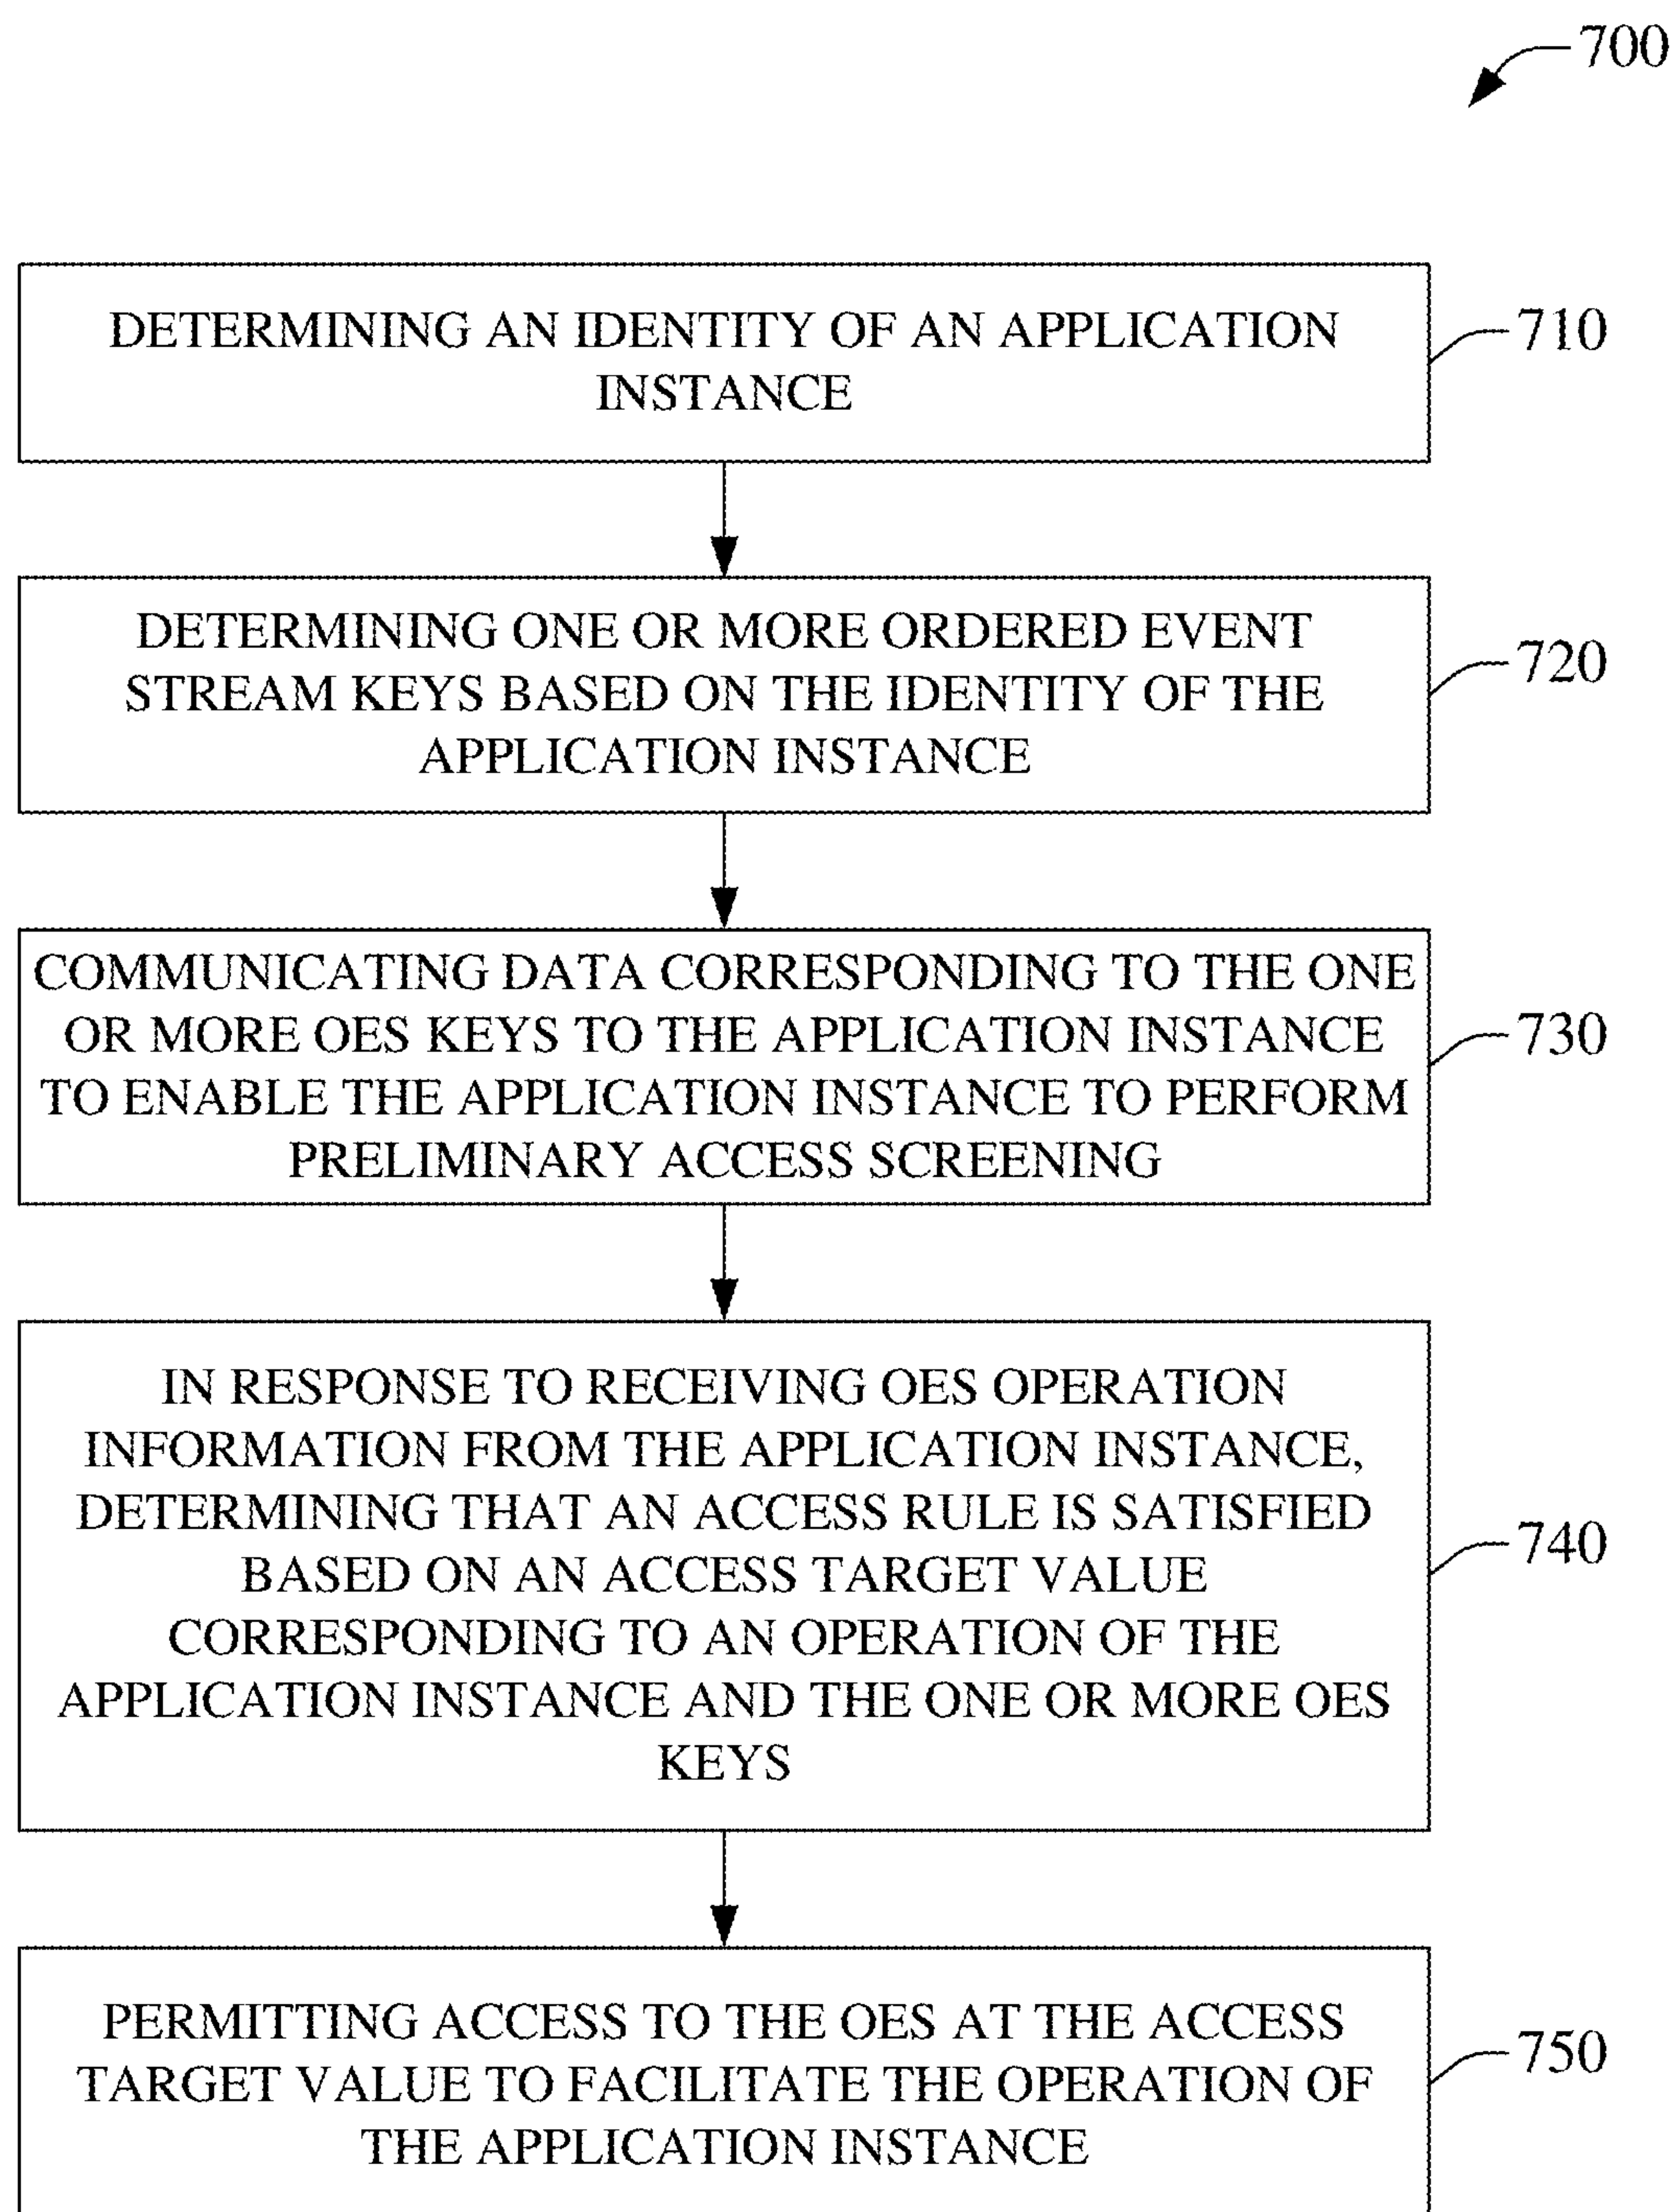 700
DETERMINING AN IDENTITY OF AN APPLICATION
INSTANCE
710
DETERMINING ONE OR MORE ORDERED EVENT
STREAM KEYS BASED ON THE IDENTITY OF THE
APPLICATION INSTANCE
720
COMMUNICATING DATA CORRESPONDING TO THE ONE
OR MORE OES KEYS TO THE APPLICATION INSTANCE
TO ENABLE THE APPLICATION INSTANCE TO PERFORM
PRELIMINARY ACCESS SCREENING
730
IN RESPONSE TO RECEIVING OES OPERATION
INFORMATION FROM THE APPLICATION INSTANCE,
DETERMINING THAT AN ACCESS RULE IS SATISFIED
BASED ON AN ACCESS TARGET VALUE
CORRESPONDING TO AN OPERATION OF THE
APPLICATION INSTANCE AND THE ONE OR MORE OES
KEYS
740
PERMITTING ACCESS TO THE OES AT THE ACCESS
TARGET VALUE TO FACILITATE THE OPERATION OF
THE APPLICATION INSTANCE
750